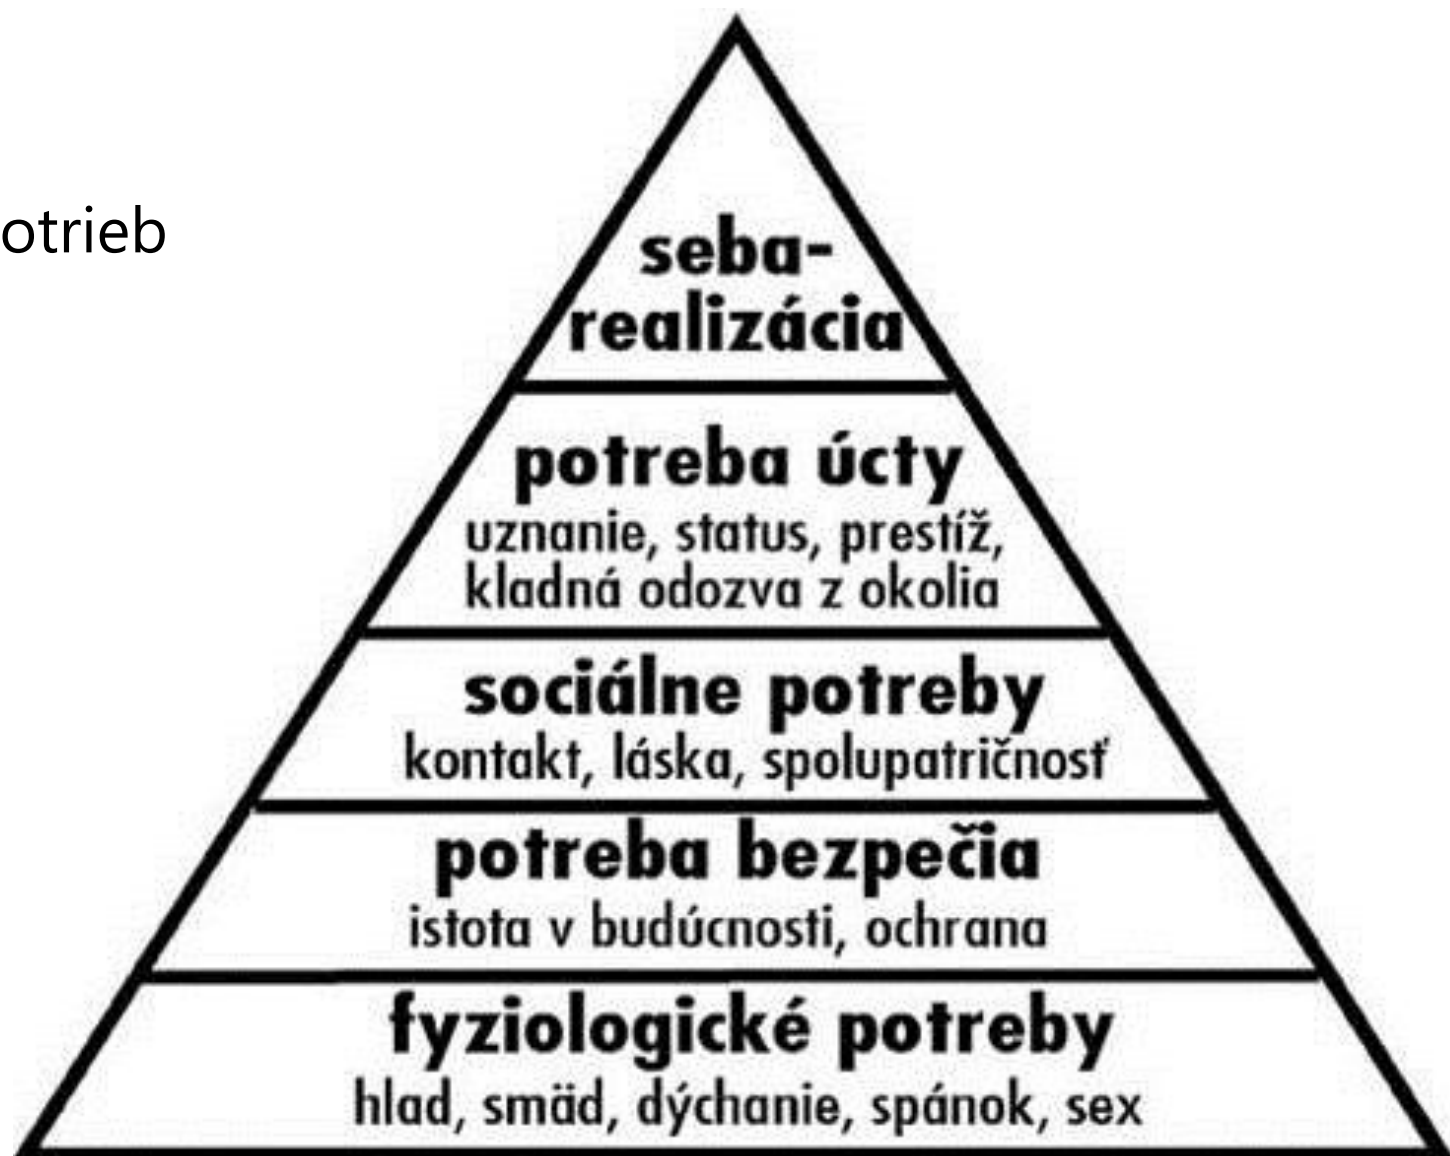 otrieb
seba-
realizácia
potreba úcty
uznanie, status, prestíž,
kladná odozva z okolia
sociálne potreby
kontakt, láska, spolupatričnosť
potreba bezpečia
istota v budúcnosti, ochrana
fyziologické potreby
hlad, smäd, dýchanie, spánok, sex